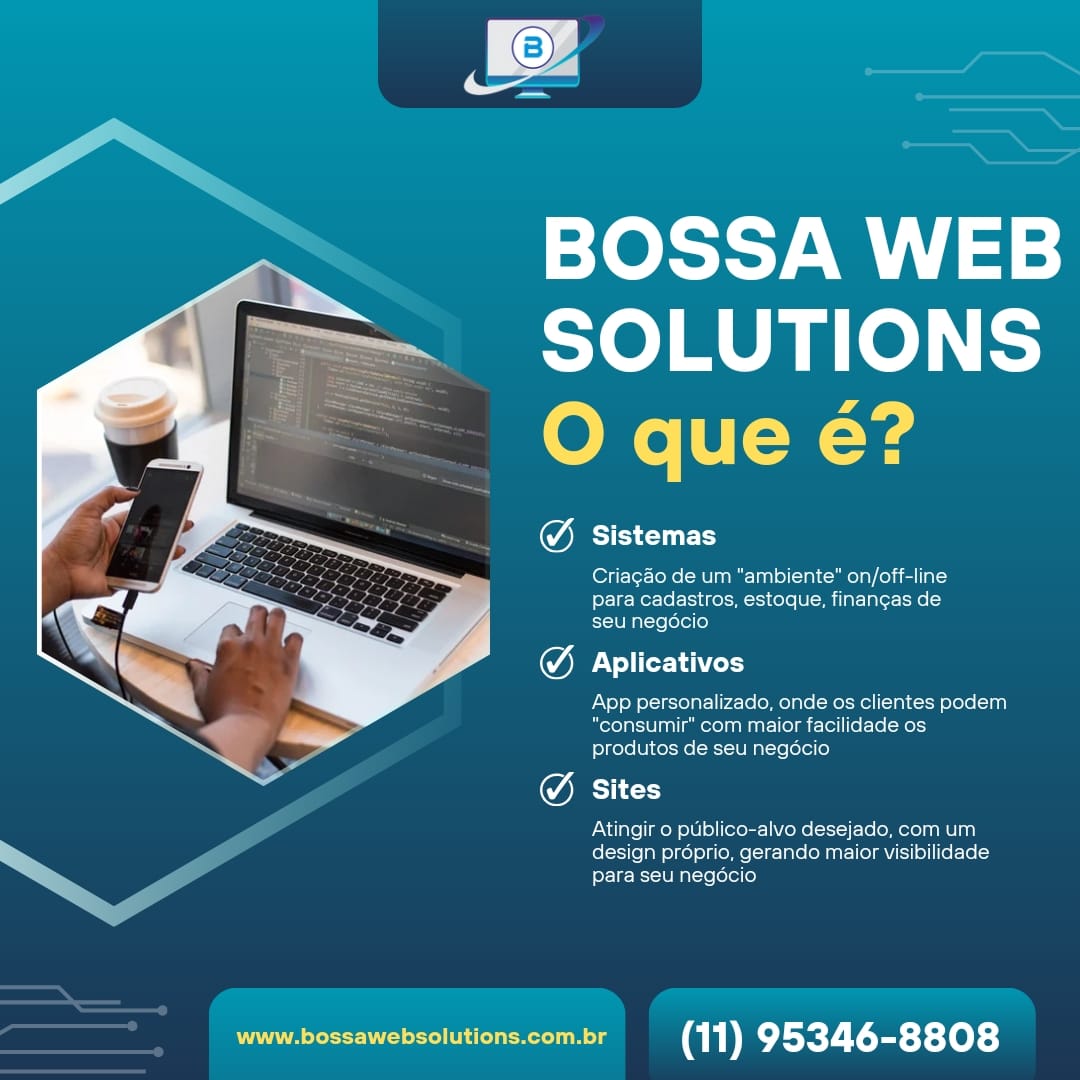 B
BOSSA WEB
SOLUTIONS
O que é?
Sistemas
Criação de um "ambiente" on/off-line
para cadastros, estoque, finanças de
seu negócio
Aplicativos
App personalizado, onde os clientes podem
"consumir" com maior facilidade os
produtos de seu negócio
Sites
Atingir o público-alvo desejado, com um
design próprio, gerando maior visibilidade
para seu negócio
www.bossawebsolutions.com.br
(11) 95346-8808